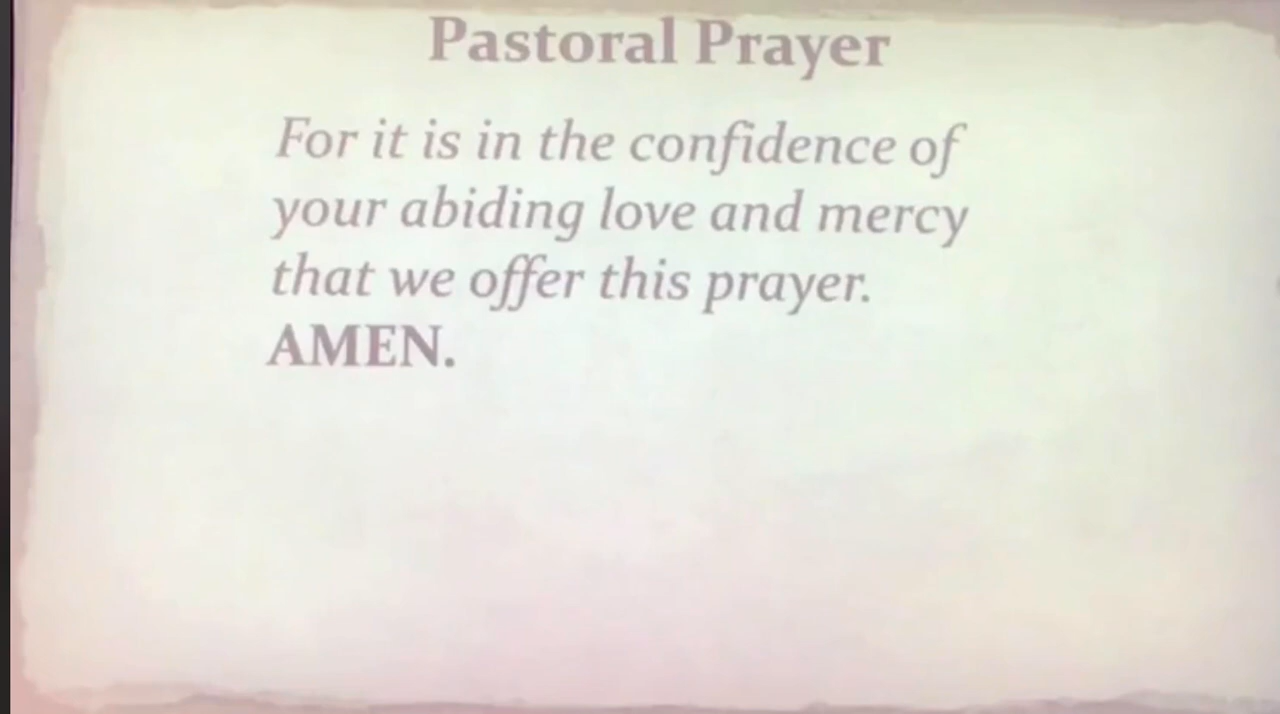 Pastoral Prayer
For it is in the confidence of
your abiding love and mercy
that we offer this prayer.
AMEN.